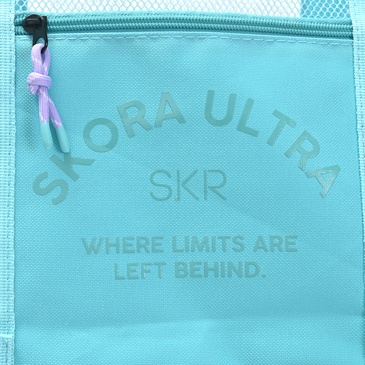 SKORA ULTRA
SKR
WHERE LIMITS ARE
LEFT BEHIND.